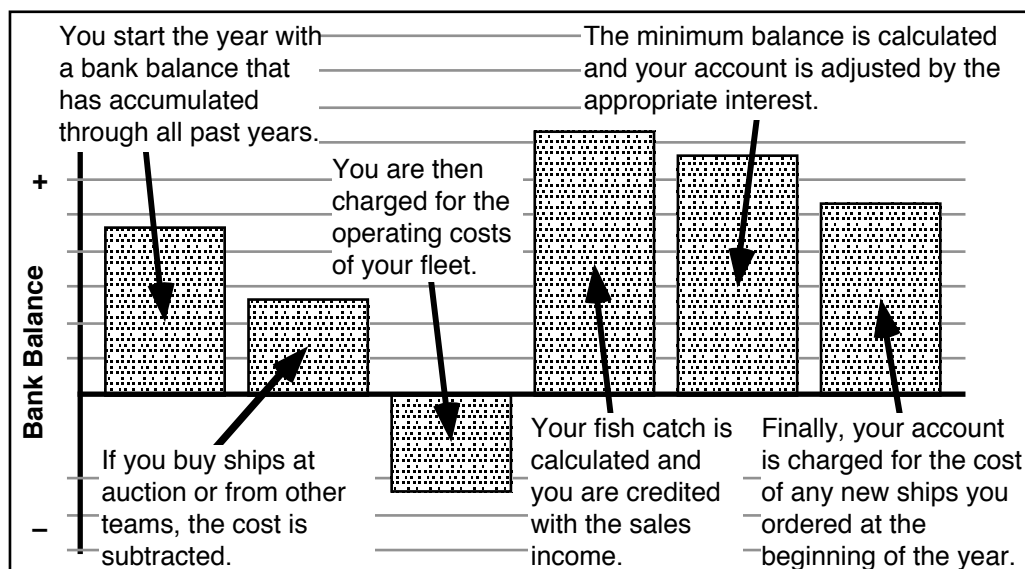 You start the year with
a bank balance that
has accumulated
through all past years.
The minimum balance is calculated
and your account is adjusted by the
appropriate interest.
You are then
charged for the
operating costs
of your fleet.
+
Bank Balance
–
If you buy ships at
auction or from other
teams, the cost is
subtracted.
Your fish catch is
calculated and
you are credited
with the sales
income.
Finally, your account
is charged for the cost
of any new ships you
ordered at the
beginning of the year.